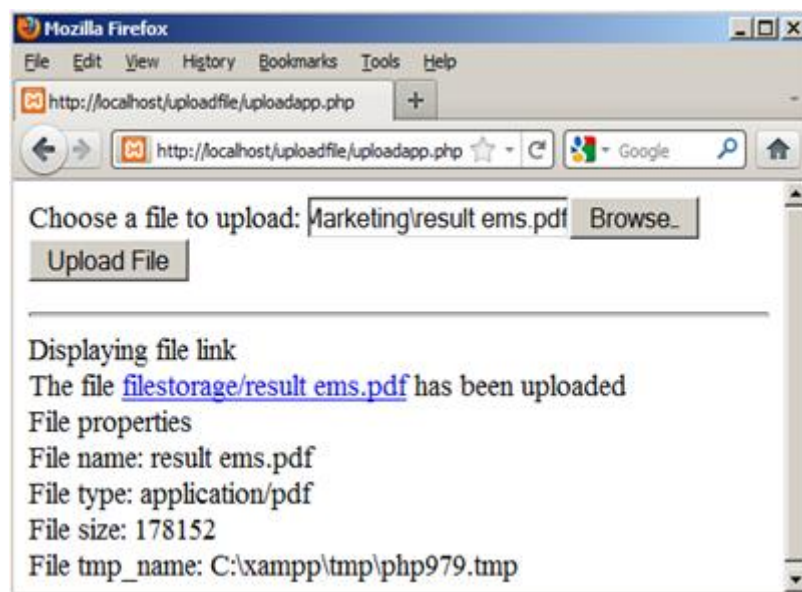 Mozilla Firefox
File Edit View History Bookmarks Tools Help
http://localhost/uploadfile/uploadapp.php
http://localhost/uploadfile/uploadapp.php Google
Choose a file to upload: Marketing\result ems.pdf Browse..
Upload File
Displaying file link
The file filestorage/result ems.pdf has been uploaded
File properties
File name: result ems.pdf
File type: application/pdf
File size: 178152
File tmp_name: C:\xampp\tmp\php979.tmp